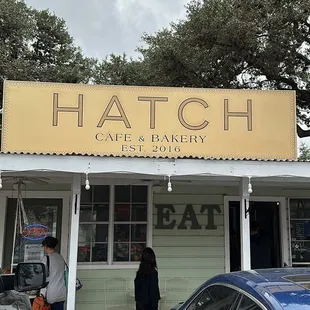 HATCH
CAFE & BAKERY
EST. 2016
EAT